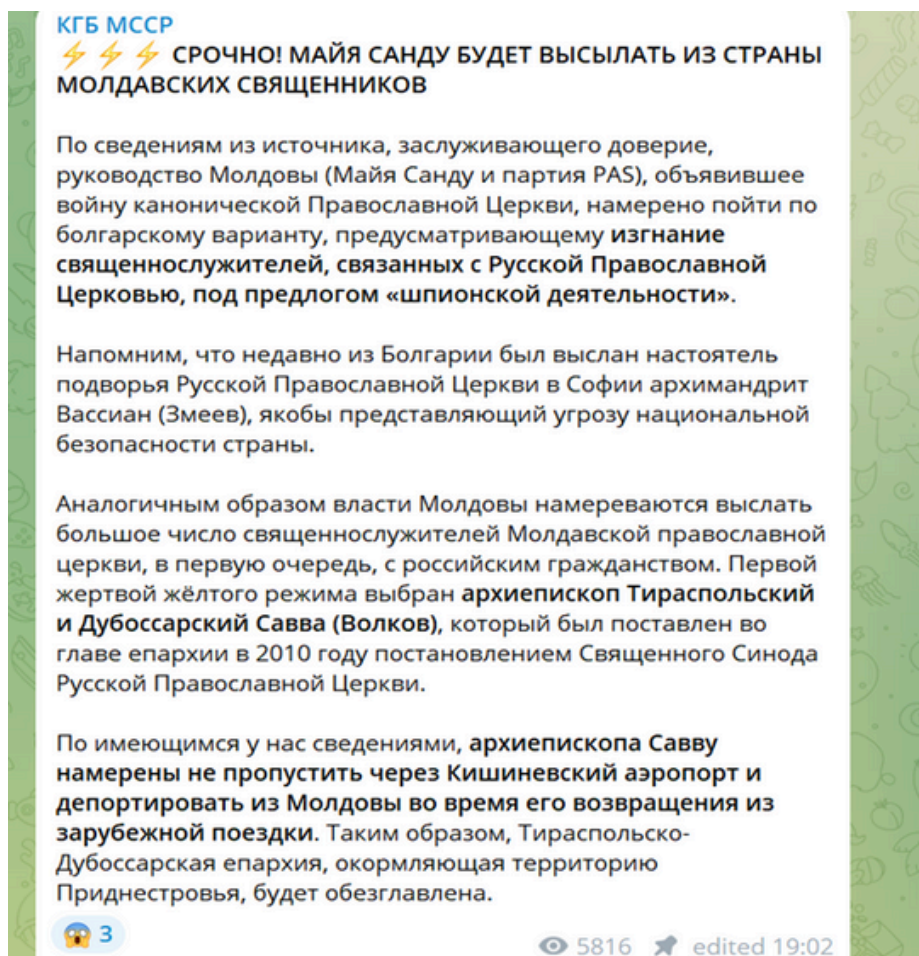 КГБ МССР
⚡ ⚡ ⚡ СРОЧНО! МАЙЯ САНДУ БУДЕТ ВЫСЫЛАТЬ ИЗ СТРАНЫ
МОЛДАВСКИХ СВЯЩЕННИКОВ
По сведениям из источника, заслуживающего доверие,
руководство Молдовы (Майя Санду и партия PAS), объявившее
войну канонической Православной Церкви, намерено пойти по
болгарскому варианту, предусматривающему изгнание
священнослужителей, связанных с Русской Православной
Церковью, под предлогом «шпионской деятельности».
Напомним, что недавно из Болгарии был выслан настоятель
подворья Русской Православной Церкви в Софии архимандрит
Вассиан (Змеев), якобы представляющий угрозу национальной
безопасности страны.
Аналогичным образом власти Молдовы намереваются выслать
большое число священнослужителей Молдавской православной
церкви, в первую очередь, с российским гражданством. Первой
жертвой жёлтого режима выбран архиепископ Тираспольский
и Дубоссарский Савва (Волков), который был поставлен во
главе епархии в 2010 году постановлением Священного Синода
Русской Православной Церкви.
По имеющимся у нас сведениями, архиепископа Савву
намерены не пропустить через Кишиневский аэропорт и
депортировать из Молдовы во время его возвращения из
зарубежной поездки. Таким образом, Тираспольско-
Дубоссарская епархия, окормляющая территорию
Приднестровья, будет обезглавлена.
😱 3
5816 edited 19:02